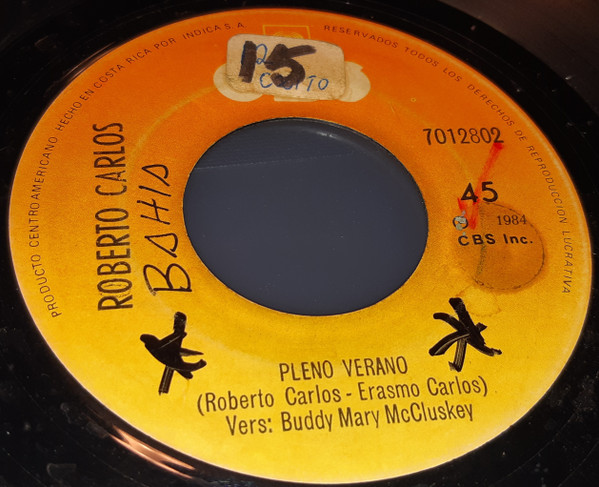 PRODUCTO CENTROAMERICANO HECHO EN COSTA RICA POR INDICA S.A.
RESERVADOS TODOS LOS DERECHOS DE REPRODUCCION LUCRATIVA
15
ROBERTO CARLOS
BAHIA
7012802
45
℗ 1984
CBS Inc.
PLENO VERANO
(Roberto Carlos - Erasmo Carlos)
Vers: Buddy Mary McCluskey